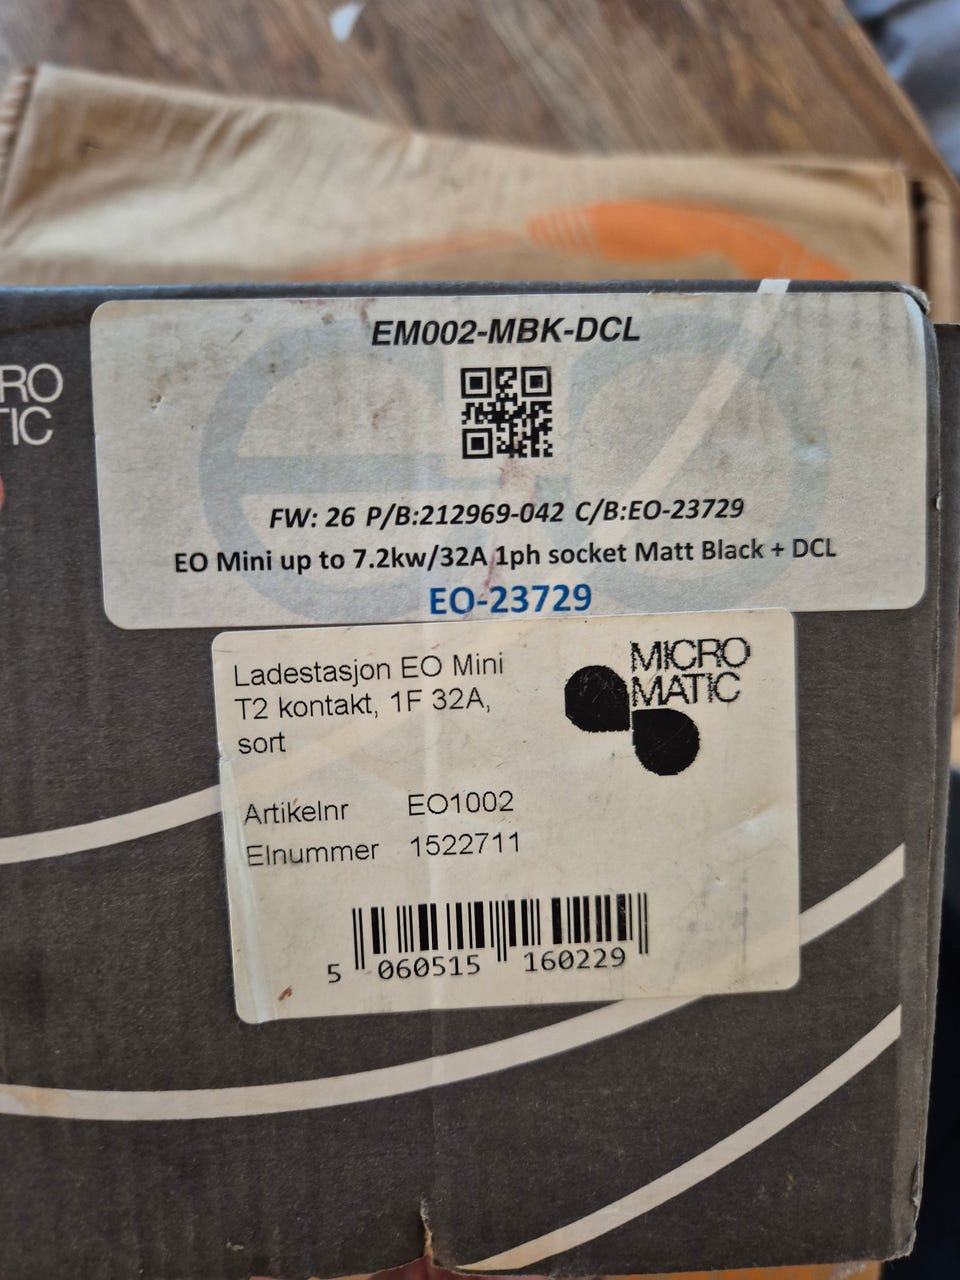 EM002-MBK-DCL
RO
TIC
FW: 26 P/B:212969-042 C/B:EO-23729
EO Mini up to 7.2kw/32A 1ph socket Matt Black + DCL
EO-23729
Ladestasjon EO Mini
T2 kontakt, 1F 32A,
sort
MICRO
MATIC
Artikelnr EO1002
Elnummer 1522711
5 060515 160229